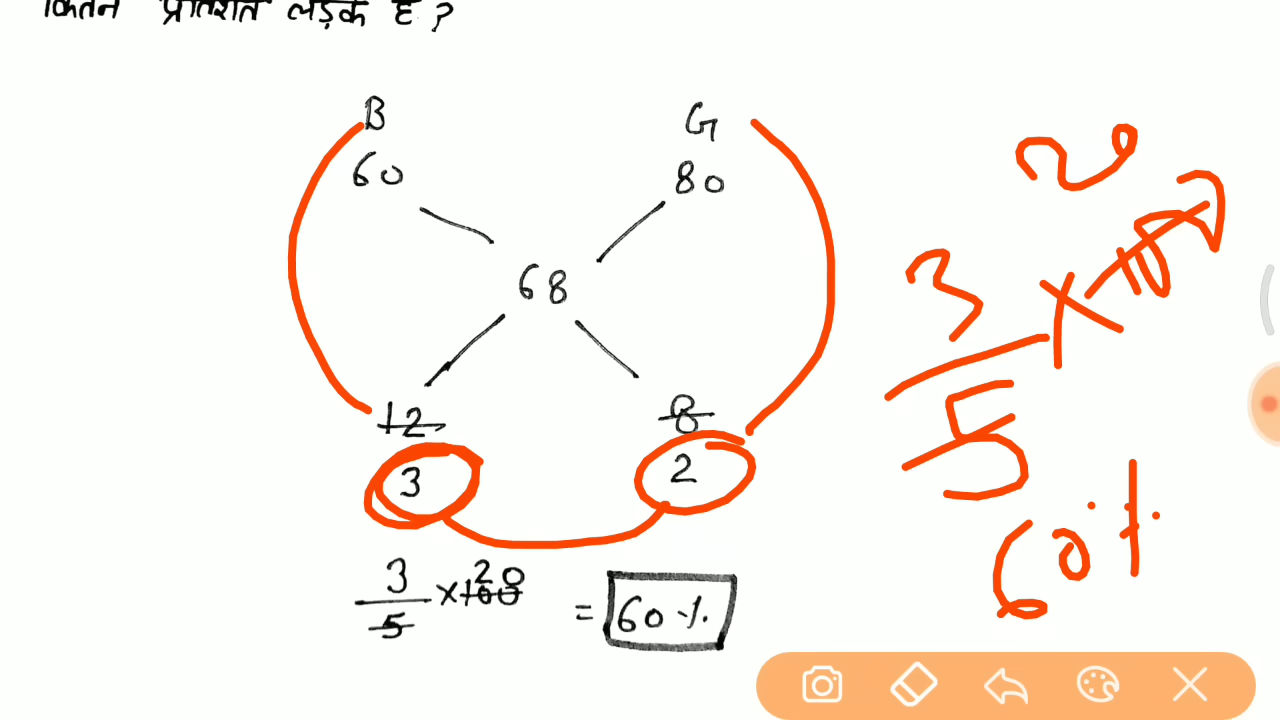 कितने प्रतिशत लड़के है ?
B G
60 80
68
12 8
3 2
3/5 × 100 20 = 60 %
20
3/5 × 100
60 %